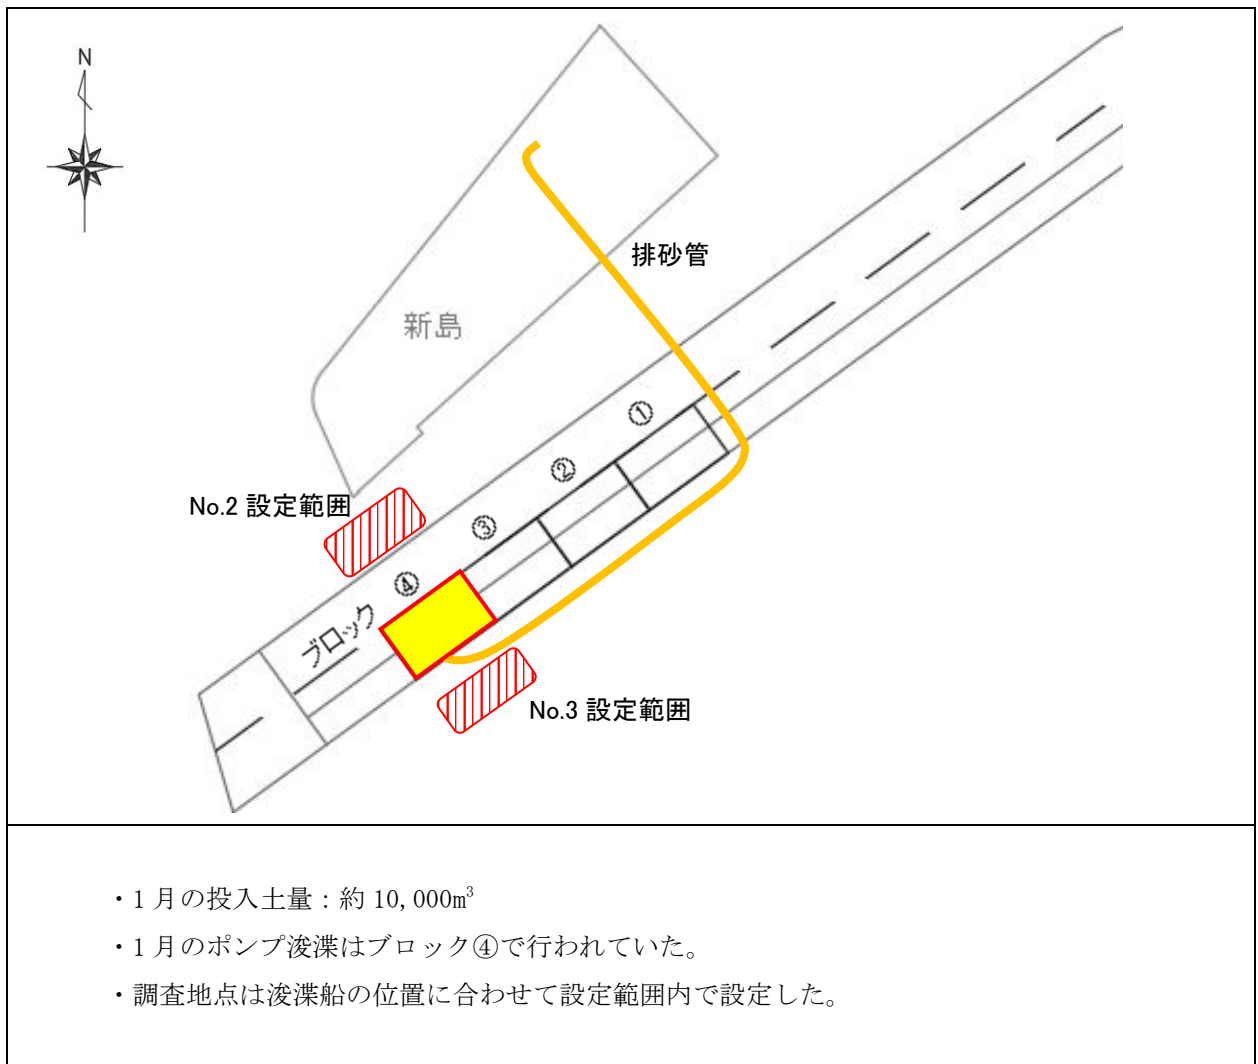 N
排砂管
新島
①
②
No.2 設定範囲
③
ブロック ④
No.3 設定範囲
・1月の投入土量：約 10,000m³
・1月のポンプ浚渫はブロック④で行われていた。
・調査地点は浚渫船の位置に合わせて設定範囲内で設定した。